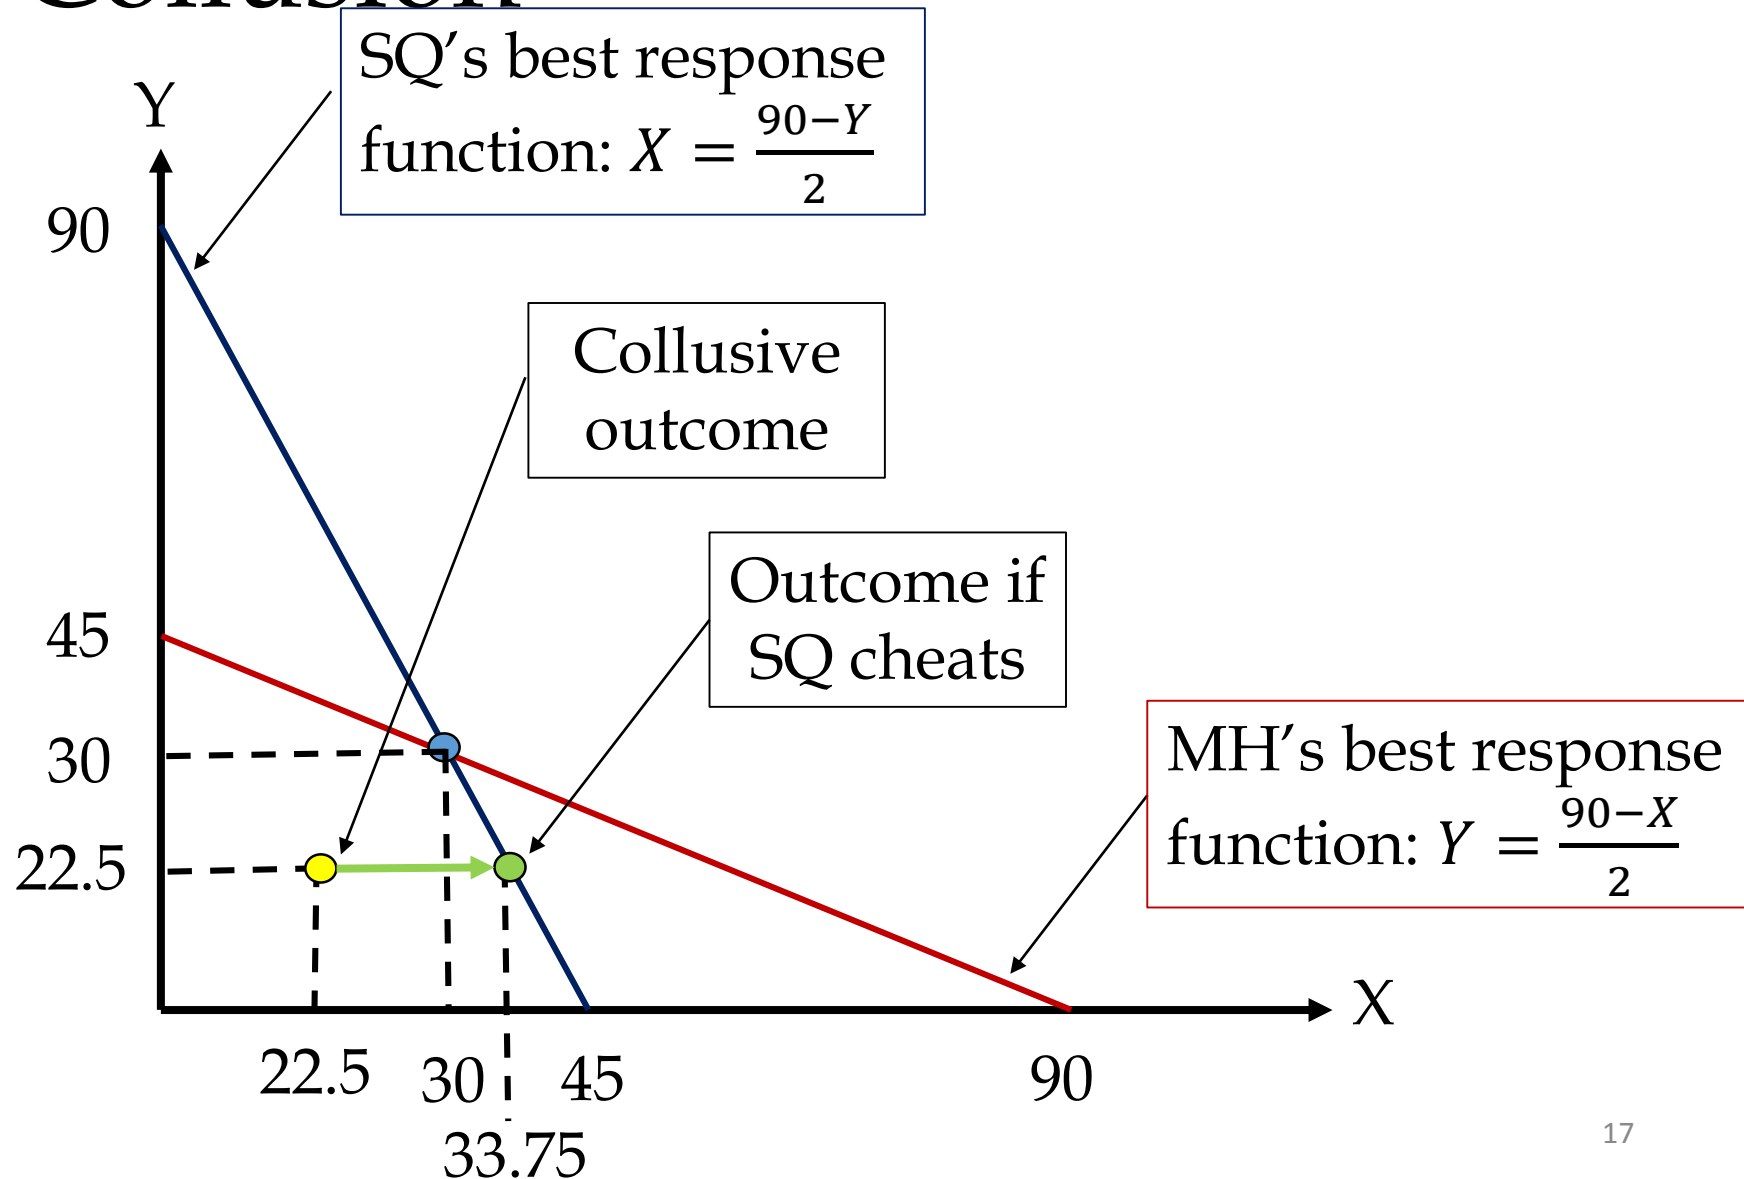 Collusion
SQ’s best response
function: 𝑋 = (90−𝑌)/2
Y
90
Collusive
outcome
Outcome if
SQ cheats
45
MH’s best response
function: 𝑌 = (90−𝑋)/2
30
22.5
X
22.5
30
45
90
33.75
17